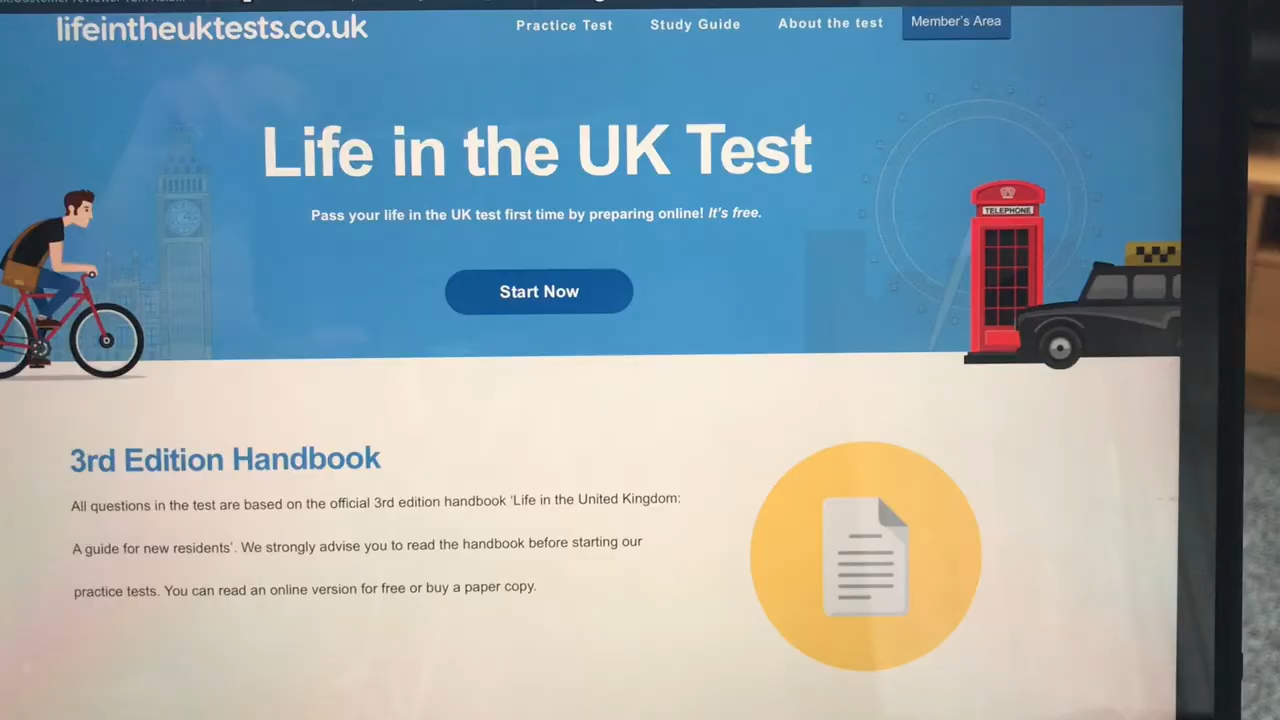 lifeintheuktests.co.uk
Practice Test
Study Guide
About the test
Member's Area
Life in the UK Test
Pass your life in the UK test first time by preparing online! It's free.
TELEPHONE
Start Now
3rd Edition Handbook
All questions in the test are based on the official 3rd edition handbook 'Life in the United Kingdom:
A guide for new residents'. We strongly advise you to read the handbook before starting our
practice tests. You can read an online version for free or buy a paper copy.